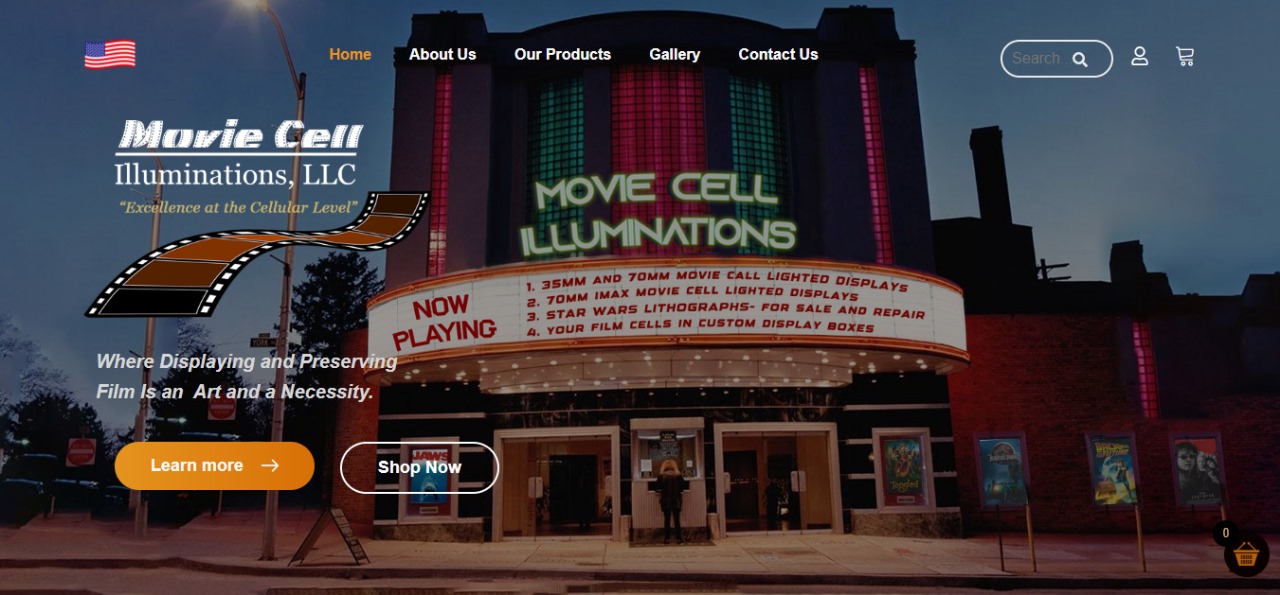 Home About Us Our Products Gallery Contact Us Search
Movie Cell
Illuminations, LLC
“Excellence at the Cellular Level”
Where Displaying and Preserving
Film Is an Art and a Necessity.
Learn more
Shop Now
MOVIE CELL
ILLUMINATIONS
NOW
PLAYING
1. 35MM AND 70MM MOVIE CALL LIGHTED DISPLAYS
2. 70MM IMAX MOVIE CELL LIGHTED DISPLAYS
3. STAR WARS LITHOGRAPHS- FOR SALE AND REPAIR
4. YOUR FILM CELLS IN CUSTOM DISPLAY BOXES
JAWS
Tangled
0